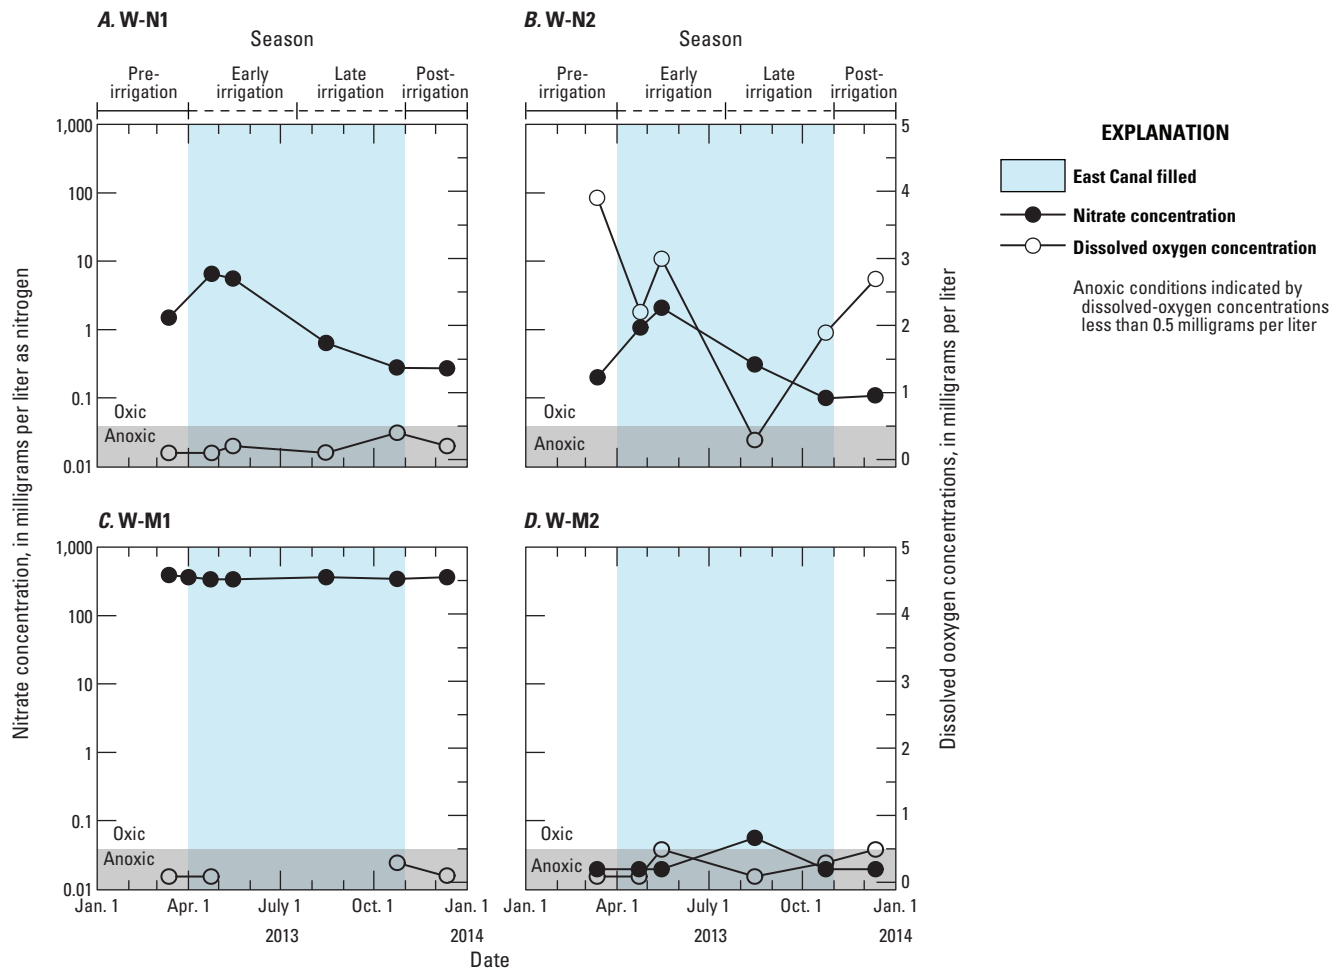 A. W-N1
B. W-N2
Season
Season
Pre-
irrigation
Early
irrigation
Late
irrigation
Post-
irrigation
Pre-
irrigation
Early
irrigation
Late
irrigation
Post-
irrigation
Nitrate concentration, in milligrams per liter as nitrogen
1,000
100
10
1
0.1
0.01
Oxic
Anoxic
Oxic
Anoxic
5
4
3
2
1
0
Dissolved ooxygen concentrations, in milligrams per liter
EXPLANATION
East Canal filled
Nitrate concentration
Dissolved oxygen concentration
Anoxic conditions indicated by
dissolved-oxygen concentrations
less than 0.5 milligrams per liter
C. W-M1
D. W-M2
1,000
100
10
1
0.1
0.01
Oxic
Anoxic
Oxic
Anoxic
5
4
3
2
1
0
Jan. 1
Apr. 1
July 1
Oct. 1
Jan. 1
Jan. 1
Apr. 1
July 1
Oct. 1
Jan. 1
2013
2014
2013
2014
Date